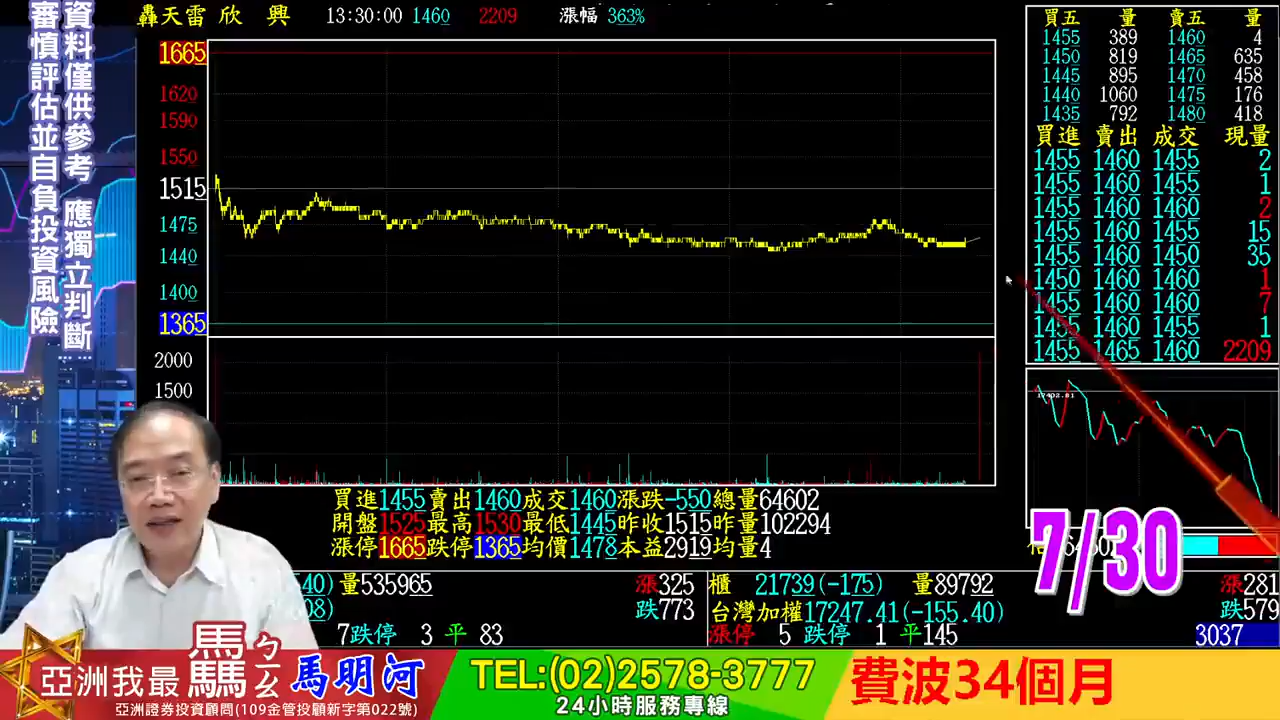 資料僅供參考 應獨立判斷
審慎評估並自負投資風險
轟天雷 欣 興 13:30:00 1460 2209 漲幅 363%
1665
1620
1590
1550
1515
1475
1440
1400
1365
2000
1500
買五 量 賣五 量
1455 389 1460 4
1450 819 1465 635
1445 895 1470 458
1440 1060 1475 176
1435 792 1480 418
買進 賣出 成交 現量
1455 1460 1455 2
1455 1460 1455 1
1455 1460 1460 2
1455 1460 1455 15
1455 1460 1450 35
1450 1460 1460 1
1450 1460 1460 7
1455 1460 1455 1
1455 1465 1460 2209
17402.81
買進1455賣出1460成交1460漲跌-550總量64602
開盤1525最高1530最低1445昨收1515昨量102294
漲停1665跌停1365均價1478本益2919均量4
7/30
40) 量535965 漲325
08) 跌773
7跌停 3 平 83
櫃 21739(-175) 量89792 漲281
台灣加權17247.41(-155.40) 跌579
漲停 5 跌停 1 平145 3037
亞洲我最驫ㄅㄧㄠ馬明河
亞洲證券投資顧問(109金管投顧新字第022號)
TEL:(02)2578-3777
24小時服務專線
費波34個月